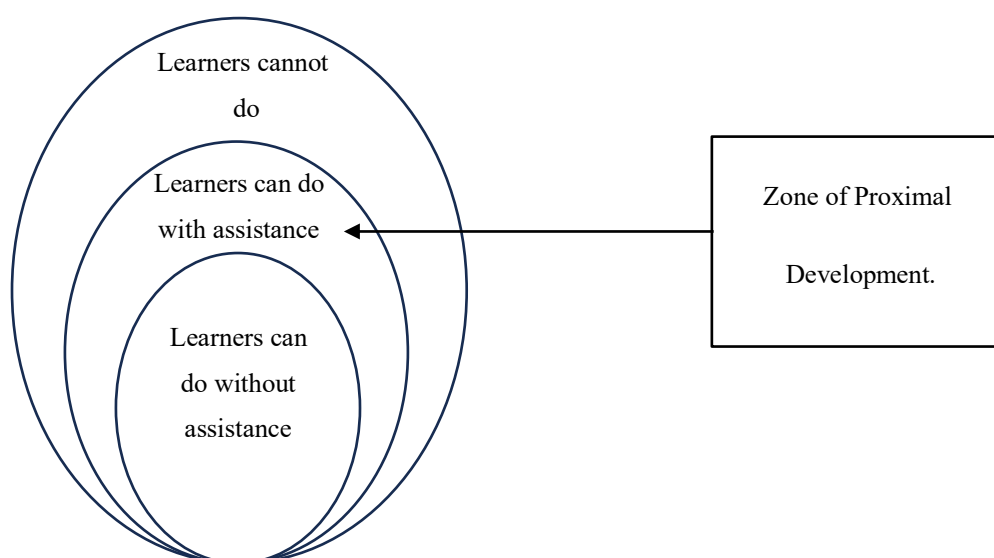 Learners cannot
do
Learners can do
with assistance
Learners can
do without
assistance
Zone of Proximal
Development.